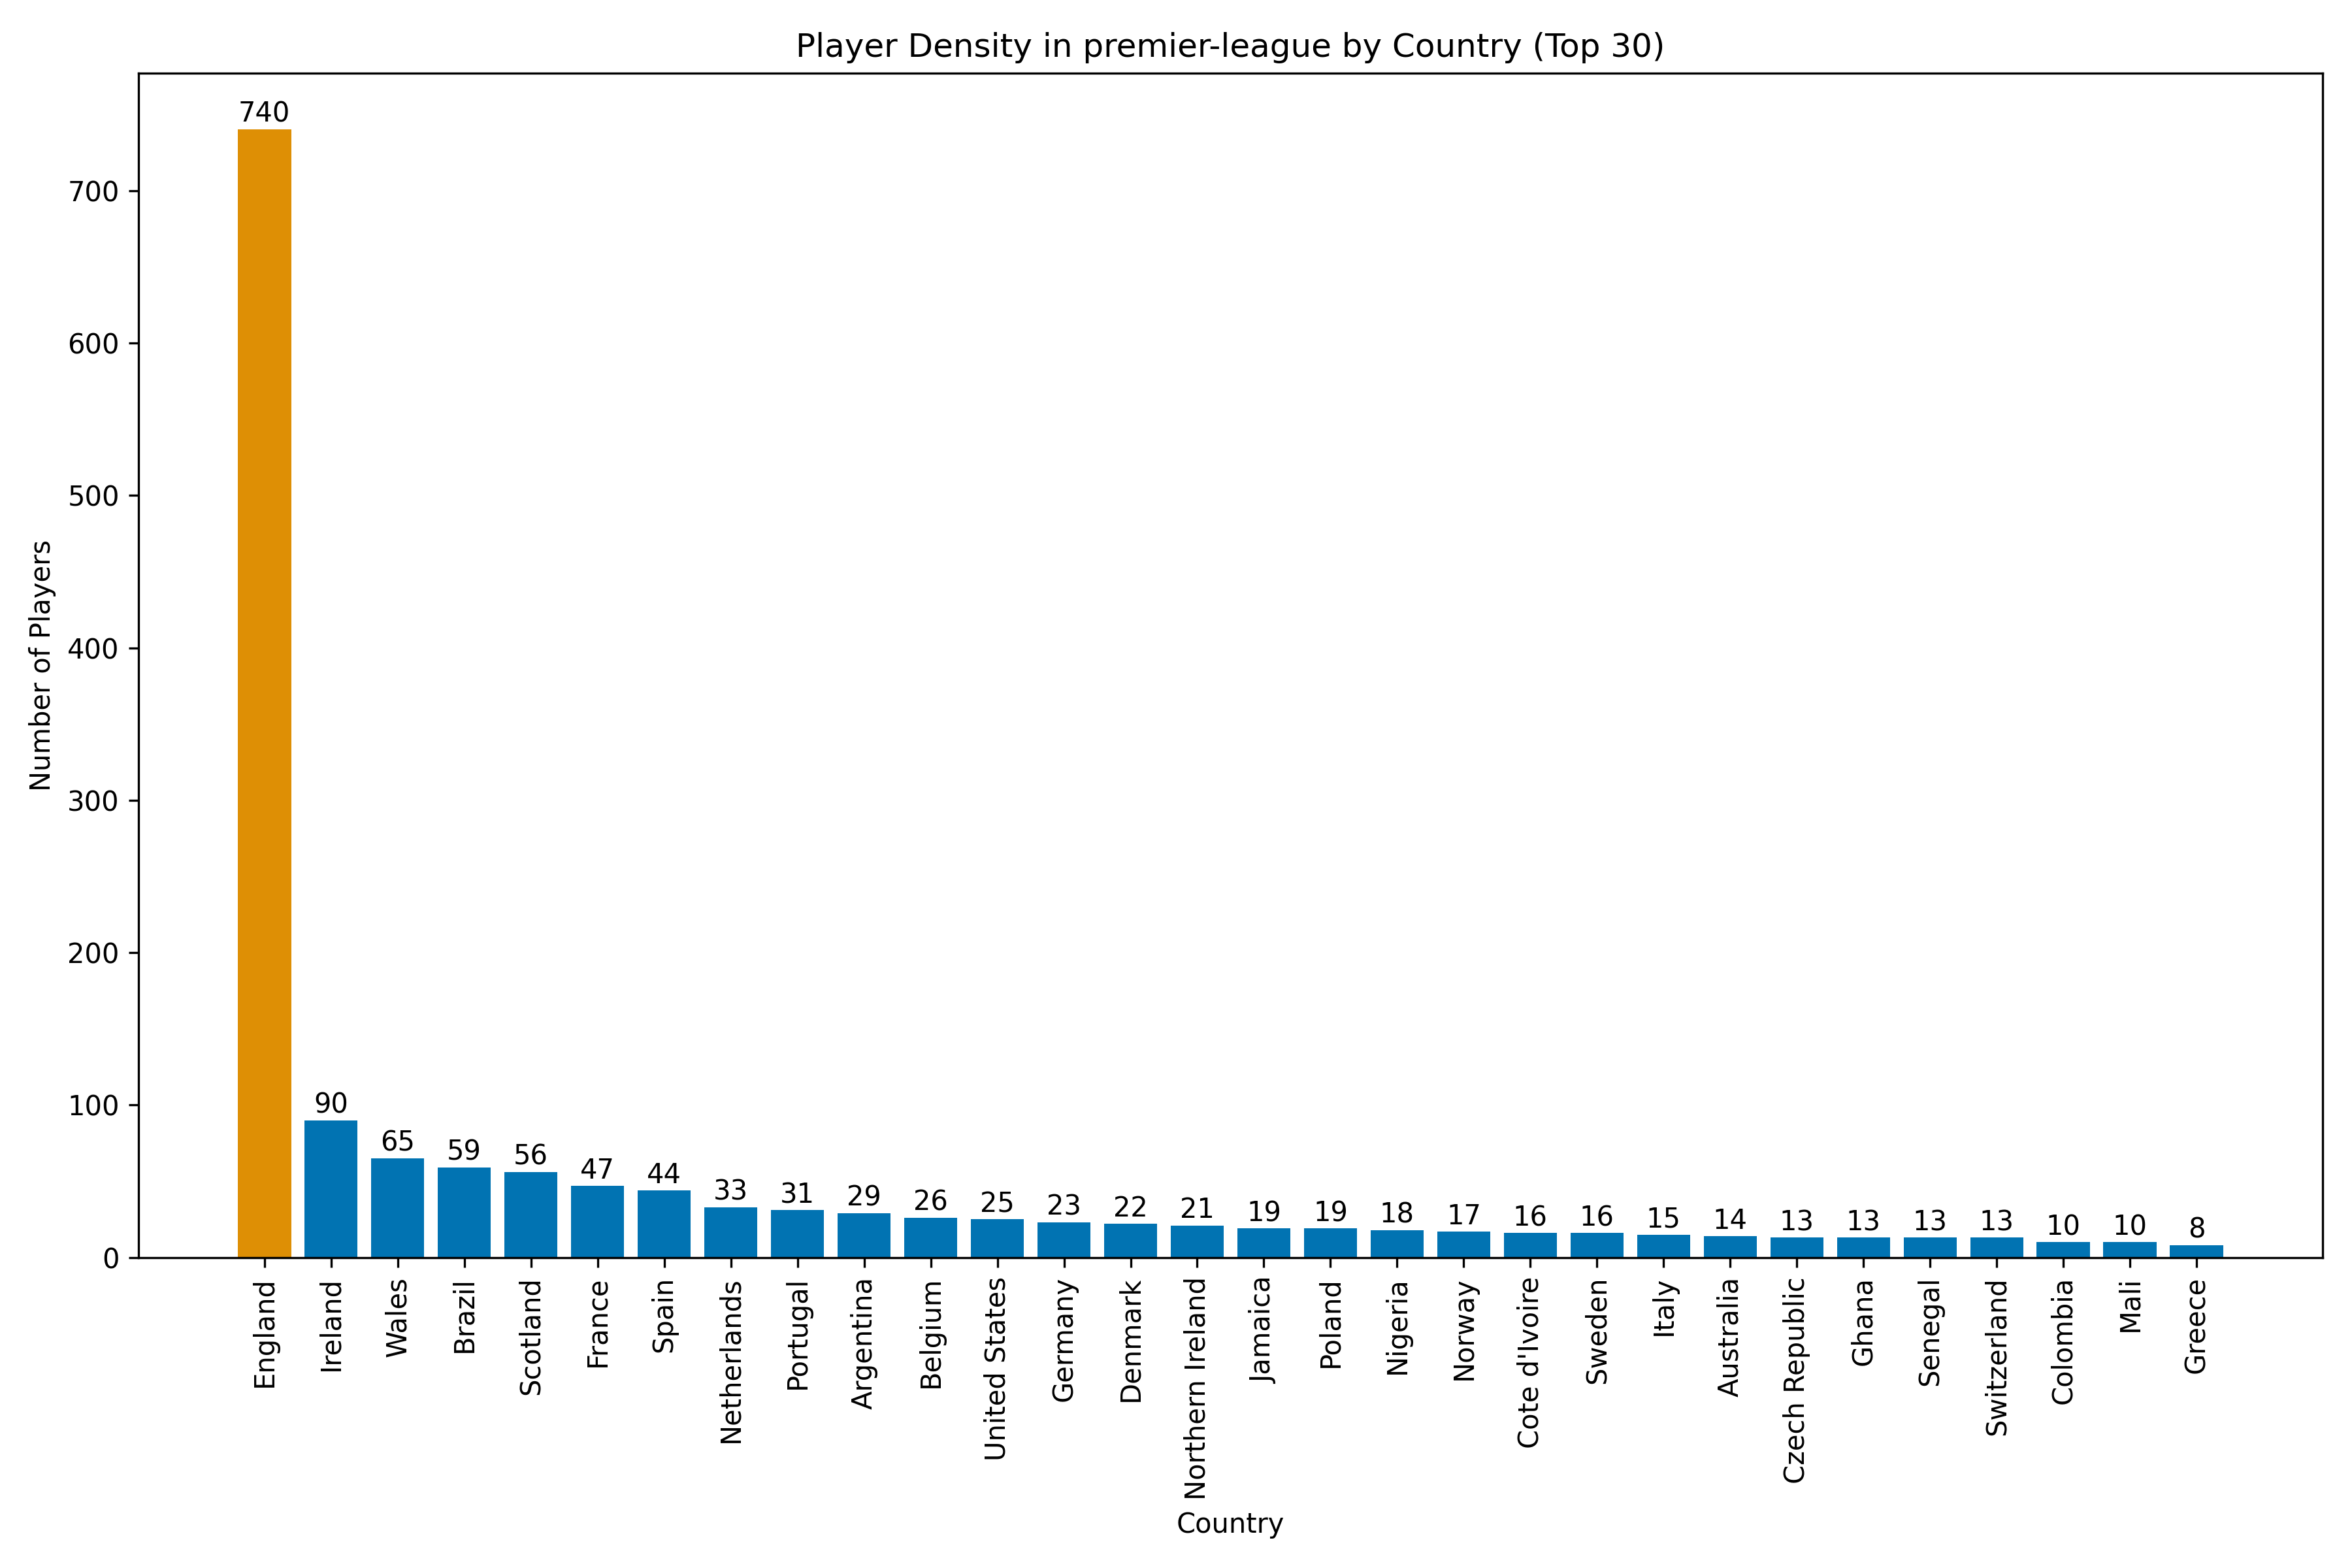 Player Density in premier-league by Country (Top 30)
Number of Players
700
600
500
400
300
200
100
0
740
90
65
59
56
47
44
33
31
29
26
25
23
22
21
19
19
18
17
16
16
15
14
13
13
13
13
10
10
8
England
Ireland
Wales
Brazil
Scotland
France
Spain
Netherlands
Portugal
Argentina
Belgium
United States
Germany
Denmark
Northern Ireland
Jamaica
Poland
Nigeria
Norway
Cote d'Ivoire
Sweden
Italy
Australia
Czech Republic
Ghana
Senegal
Switzerland
Colombia
Mali
Greece
Country